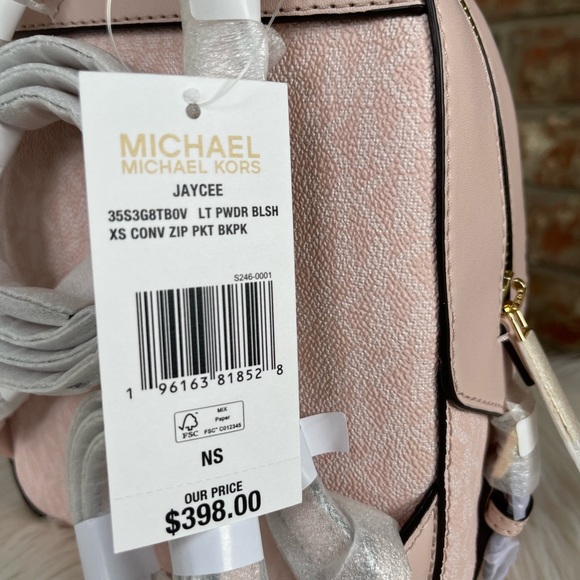 MICHAEL
MICHAEL KORS
JAYCEE
35S3G8TB0V LT PWDR BLSH
XS CONV ZIP PKT BKPK
S246-0001
1 96163 81852 8
FSC
MIX
Paper
FSC™ C012345
NS
OUR PRICE
$398.00